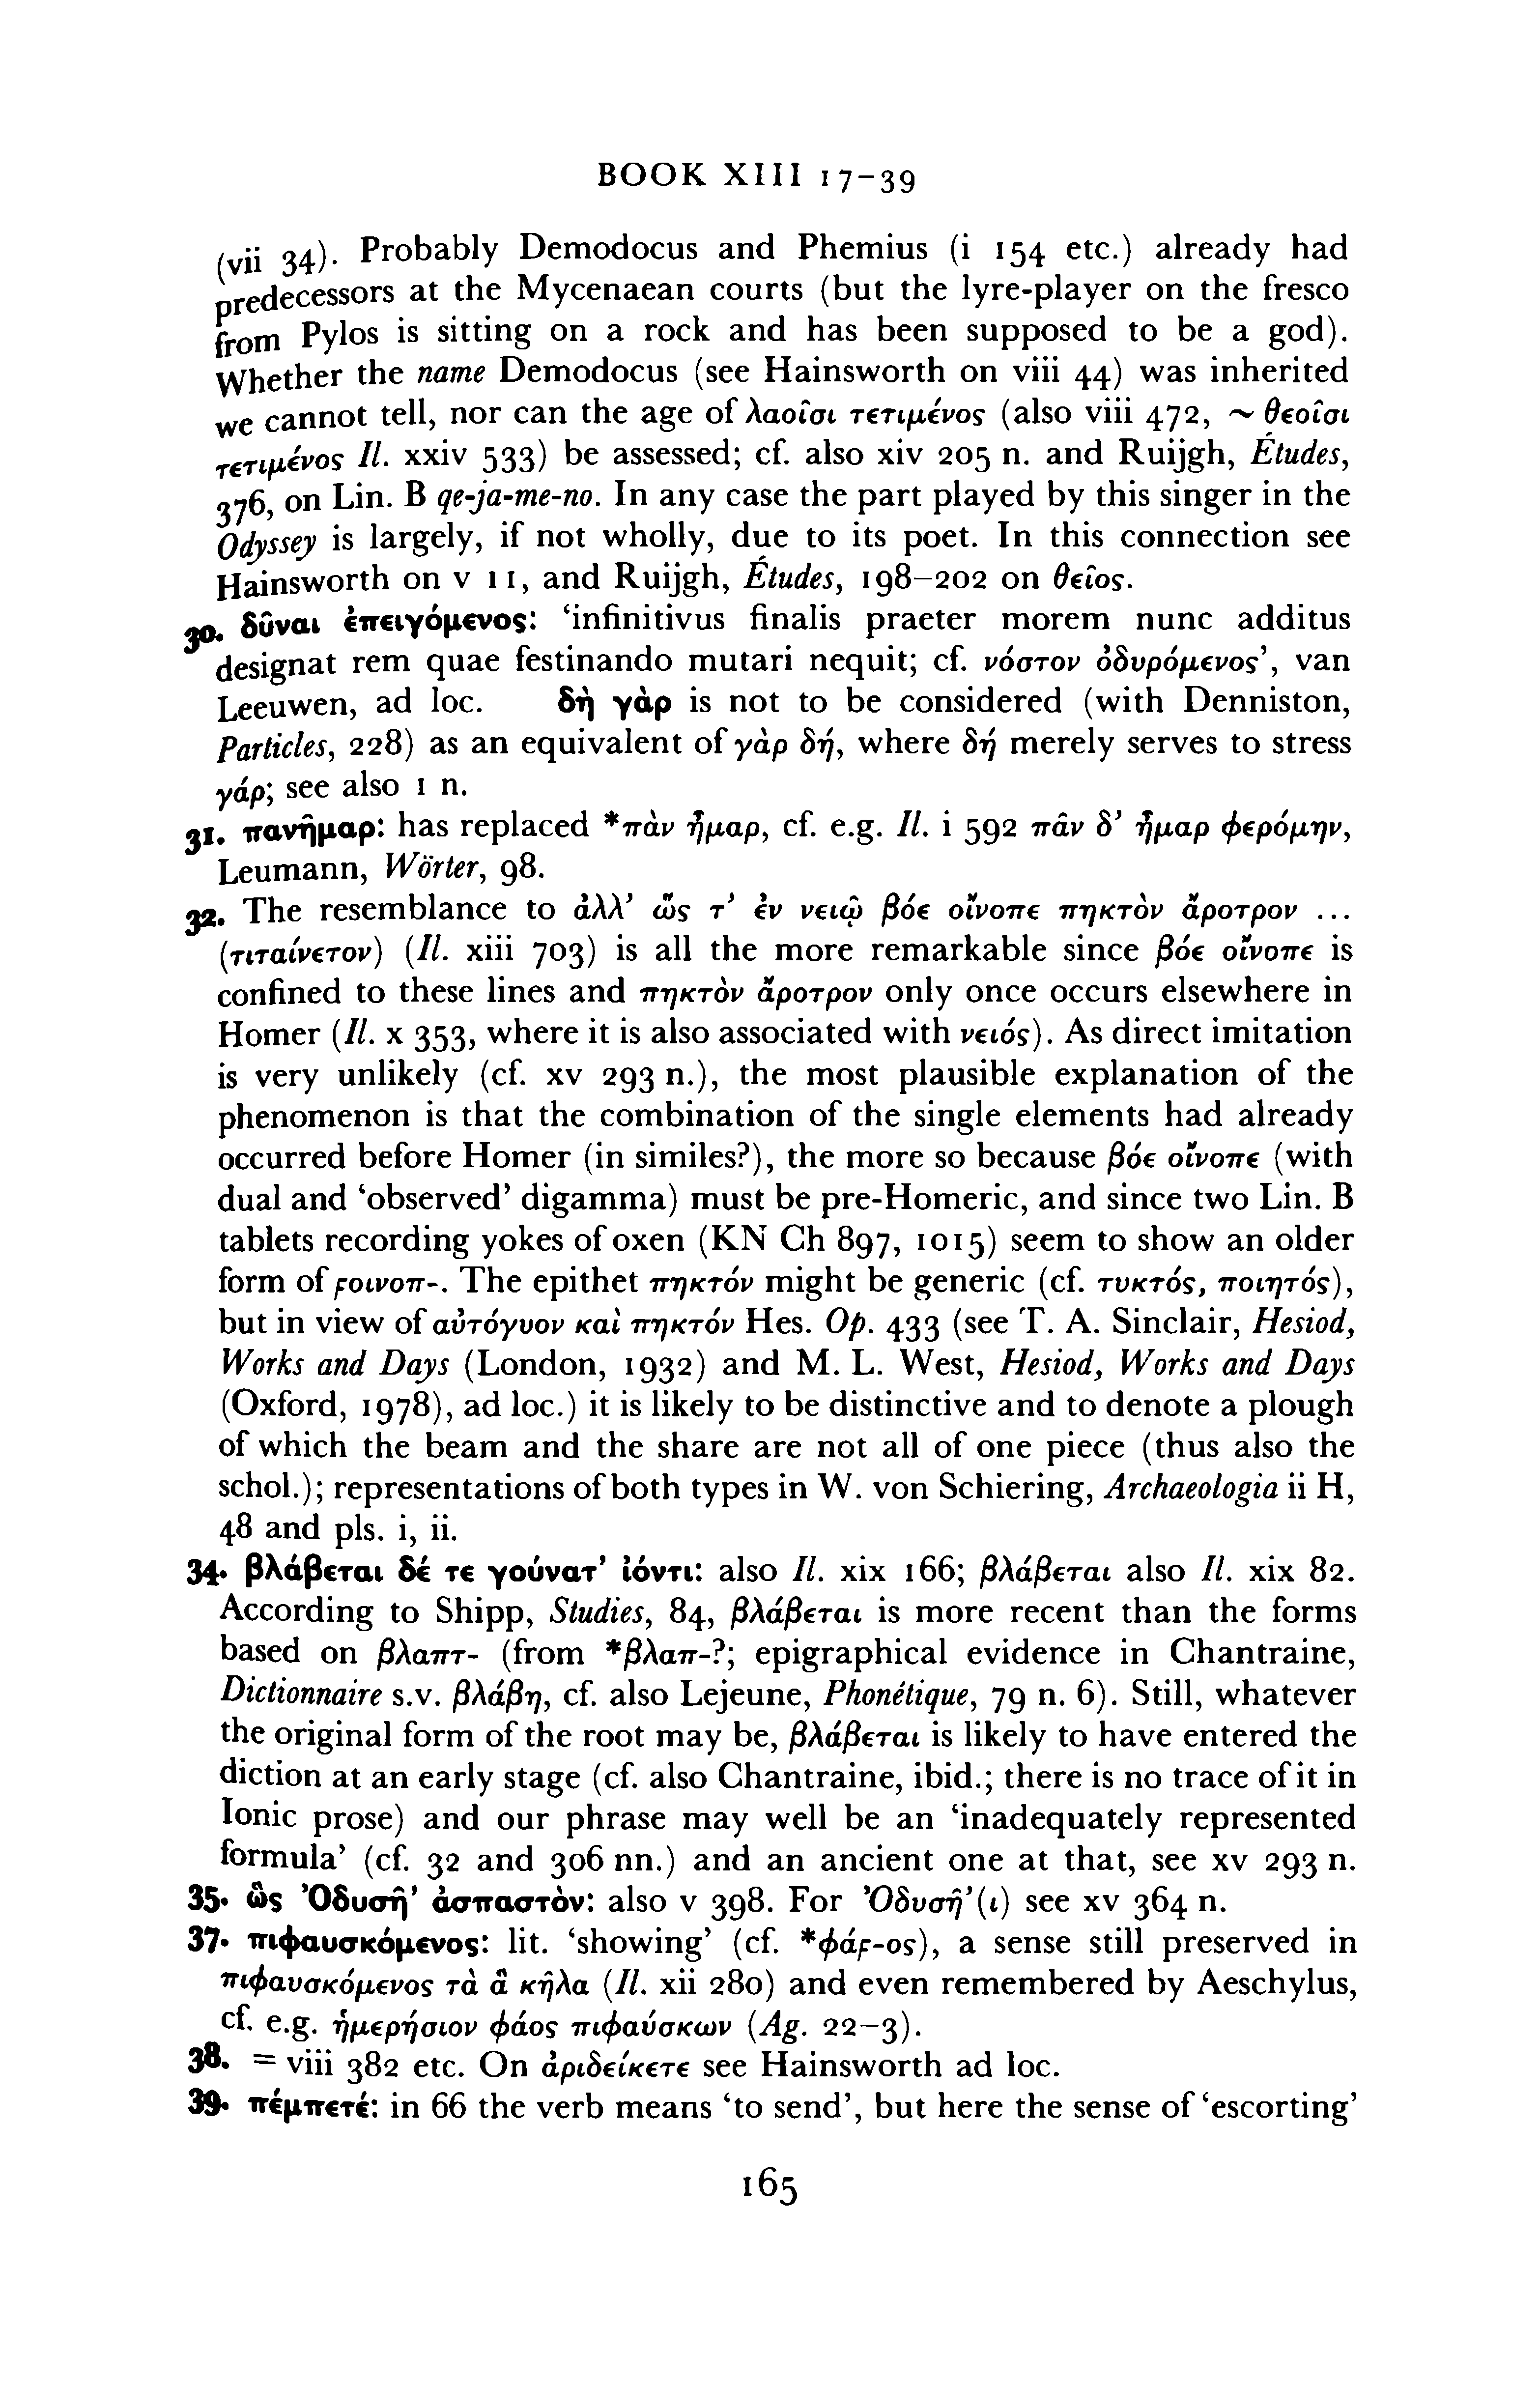 BOOK XIII 17–39
(vii 34). Probably Demodocus and Phemius (i 154 etc.) already had
predecessors at the Mycenaean courts (but the lyre-player on the fresco
from Pylos is sitting on a rock and has been supposed to be a god).
Whether the name Demodocus (see Hainsworth on viii 44) was inherited
we cannot tell, nor can the age of λαοῖσι τετιμένος (also viii 472, ~ θεοῖσι
τετιμένος Il. xxiv 533) be assessed; cf. also xiv 205 n. and Ruijgh, Études,
376, on Lin. B qe-ja-me-no. In any case the part played by this singer in the
Odyssey is largely, if not wholly, due to its poet. In this connection see
Hainsworth on v 11, and Ruijgh, Études, 198–202 on θεῖος.
30. δῦναι ἐπειγόμενος: ‘infinitivus finalis praeter morem nunc additus
designat rem quae festinando mutari nequit; cf. νόστον ὀδυρόμενος’, van
Leeuwen, ad loc. δὴ γὰρ is not to be considered (with Denniston,
Particles, 228) as an equivalent of γὰρ δή, where δή merely serves to stress
γάρ; see also 1 n.
31. πανῆμαρ: has replaced *πὰν ἦμαρ, cf. e.g. Il. i 592 πᾶν δ’ ἦμαρ φερόμην,
Leumann, Wörter, 98.
32. The resemblance to ἀλλ’ ὥς τ’ ἐν νειῷ βόε οἴνοπε πηκτὸν ἄροτρον ...
(τιταίνετον) (Il. xiii 703) is all the more remarkable since βόε οἴνοπε is
confined to these lines and πηκτὸν ἄροτρον only once occurs elsewhere in
Homer (Il. x 353, where it is also associated with νειός). As direct imitation
is very unlikely (cf. xv 293 n.), the most plausible explanation of the
phenomenon is that the combination of the single elements had already
occurred before Homer (in similes?), the more so because βόε οἴνοπε (with
dual and ‘observed’ digamma) must be pre-Homeric, and since two Lin. B
tablets recording yokes of oxen (KN Ch 897, 1015) seem to show an older
form of ϝοινοπ-. The epithet πηκτόν might be generic (cf. τυκτός, ποιητός),
but in view of αὐτόγυον καὶ πηκτόν Hes. Op. 433 (see T. A. Sinclair, Hesiod,
Works and Days (London, 1932) and M. L. West, Hesiod, Works and Days
(Oxford, 1978), ad loc.) it is likely to be distinctive and to denote a plough
of which the beam and the share are not all of one piece (thus also the
schol.); representations of both types in W. von Schiering, Archaeologia ii H,
48 and pls. i, ii.
34. βλάβεται δέ τε γούνατ’ ἰόντι: also Il. xix 166; βλάβεται also Il. xix 82.
According to Shipp, Studies, 84, βλάβεται is more recent than the forms
based on βλαπτ- (from *βλαπ-?; epigraphical evidence in Chantraine,
Dictionnaire s.v. βλάβη, cf. also Lejeune, Phonétique, 79 n. 6). Still, whatever
the original form of the root may be, βλάβεται is likely to have entered the
diction at an early stage (cf. also Chantraine, ibid.; there is no trace of it in
Ionic prose) and our phrase may well be an ‘inadequately represented
formula’ (cf. 32 and 306 nn.) and an ancient one at that, see xv 293 n.
35. ὣς Ὀδυσῆ’ ἀσπαστὸν: also v 398. For Ὀδυσῆ’(ι) see xv 364 n.
37. πιφαυσκόμενος: lit. ‘showing’ (cf. *φάϝ-ος), a sense still preserved in
πιφαυσκόμενος τὰ ἃ κῆλα (Il. xii 280) and even remembered by Aeschylus,
cf. e.g. ἡμερήσιον φάος πιφαύσκων (Ag. 22–3).
38. = viii 382 etc. On ἀριδείκετε see Hainsworth ad loc.
39. πέμπετέ: in 66 the verb means ‘to send’, but here the sense of ‘escorting’
165